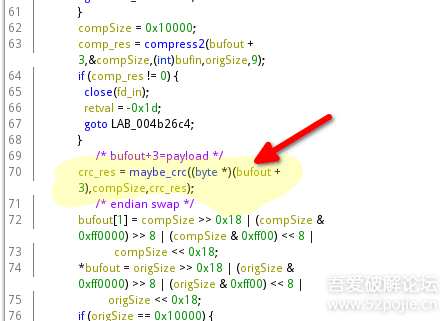 61 }
62 compSize = 0x10000;
63 comp_res = compress2(bufout +
3,&compSize,(int)bufin,origSize,9);
64 if (comp_res != 0) {
65 close(fd_in);
66 retval = -0x1d;
67 goto LAB_004b26c4;
68 }
69 /* bufout+3=payload */
70 crc_res = maybe_crc((byte *)(bufout +
3),compSize,crc_res);
71 /* endian swap */
72 bufout[1] = compSize >> 0x18 | (compSize &
0xff0000) >> 8 | (compSize & 0xff00) << 8 |
73 compSize << 0x18;
74 *bufout = origSize >> 0x18 | (origSize &
0xff0000) >> 8 | (origSize & 0xff00) << 8 |
75 origSize << 0x18;
76 if (origSize == 0x10000) {
吾爱破解论坛
www.52pojie.cn